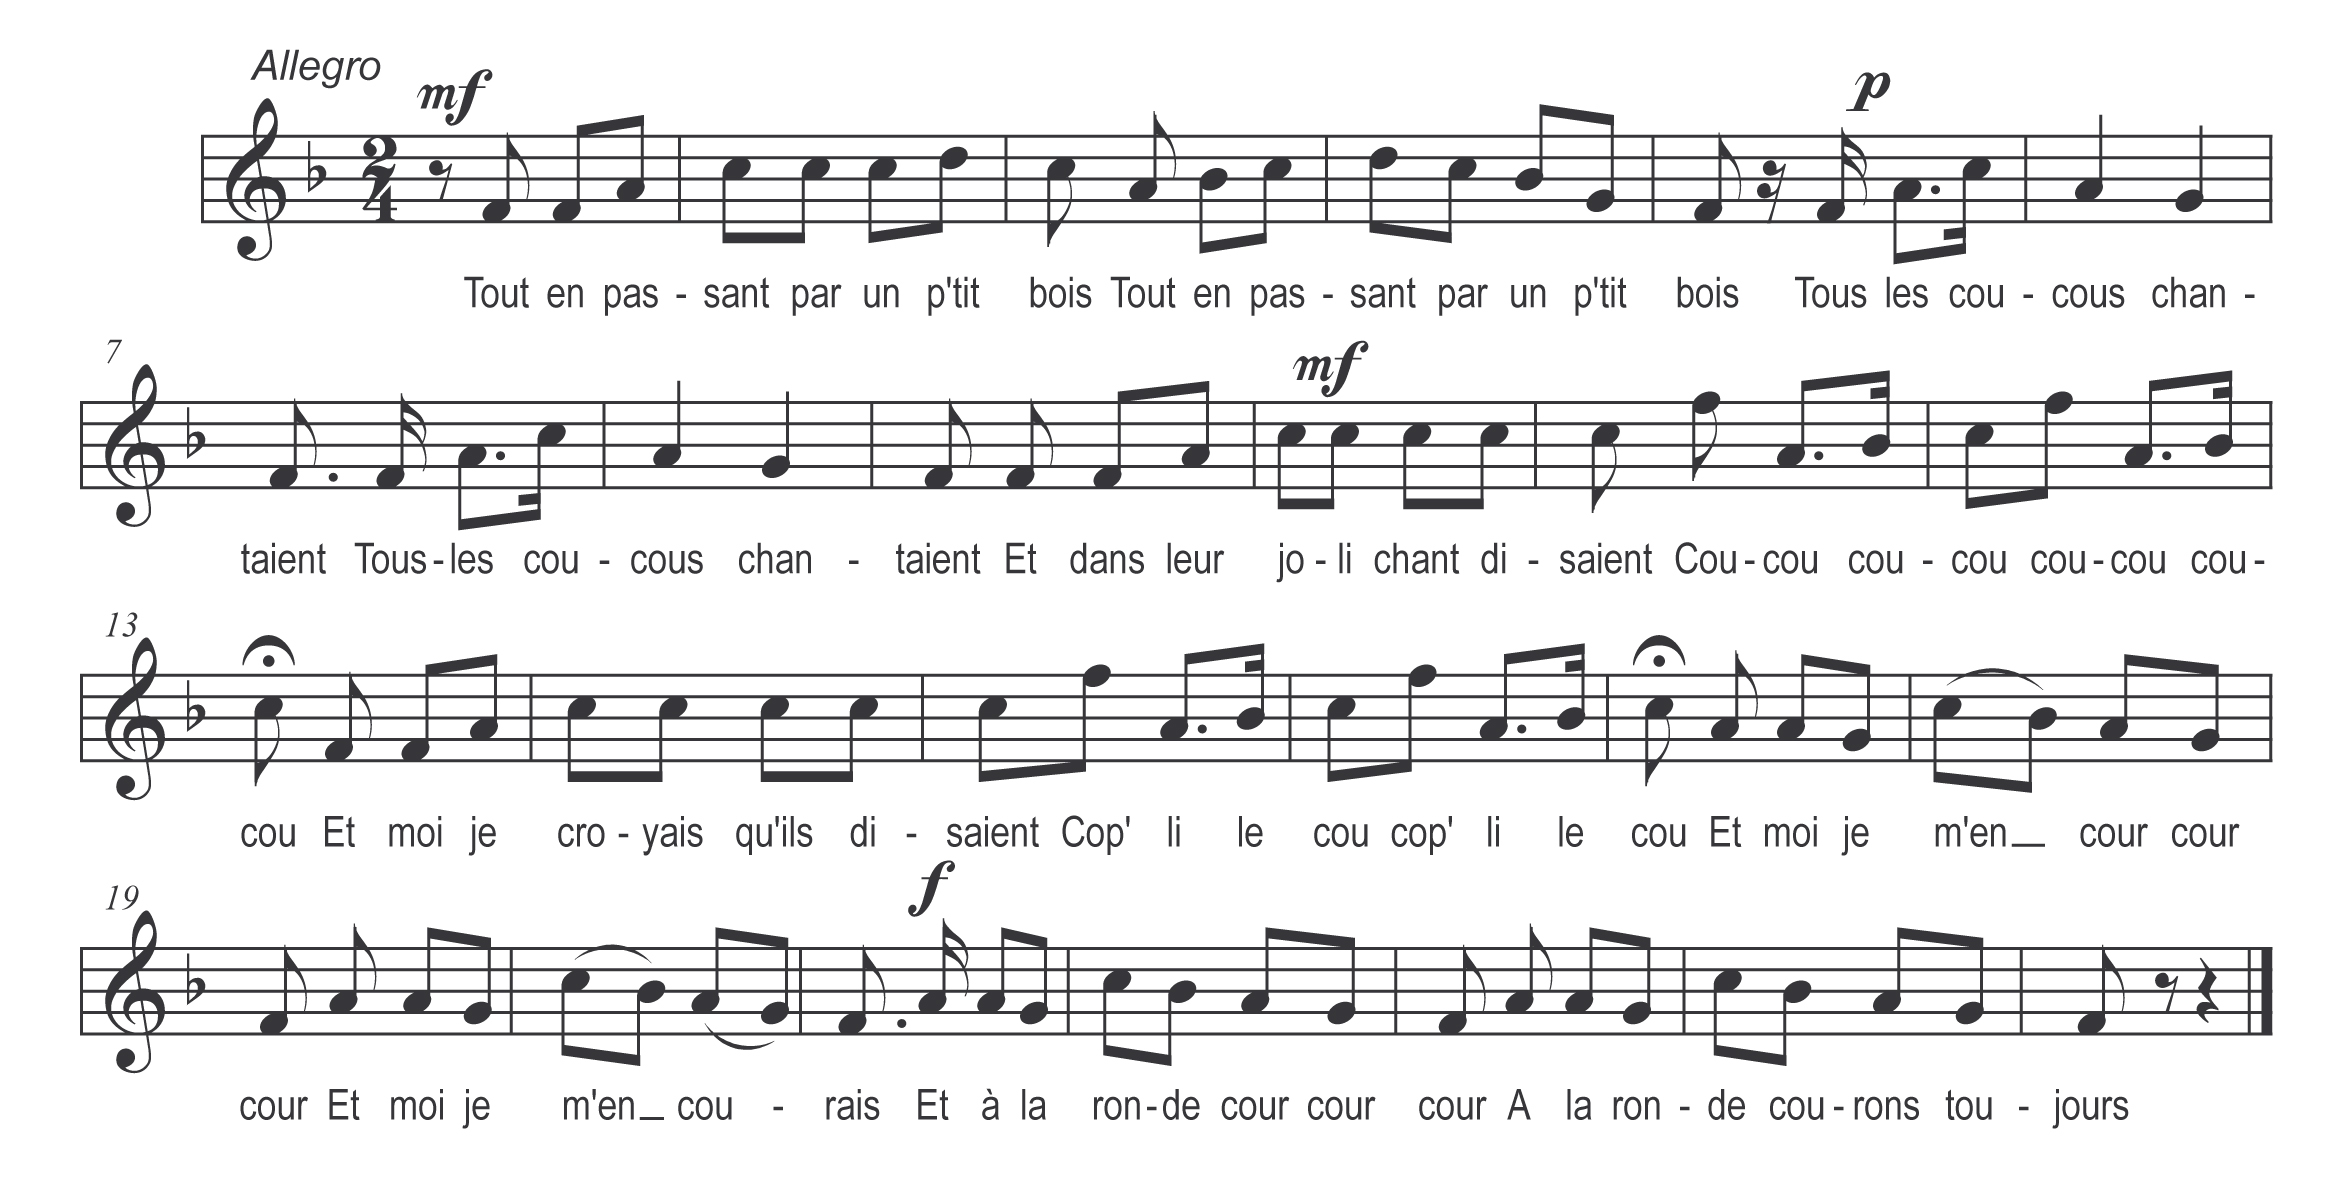 Allegro
mf
p
Tout en pas - sant par un p'tit bois Tout en pas - sant par un p'tit bois Tous les cou - cous chan -
7
mf
taient Tous - les cou - cous chan - taient Et dans leur jo - li chant di - saient Cou - cou cou - cou cou - cou cou -
13
cou Et moi je cro - yais qu'ils di - saient Cop' li le cou cop' li le cou Et moi je m'en_ cour cour
19
f
cour Et moi je m'en_ cou - rais Et à la ron - de cour cour cour A la ron - de cou - rons tou - jours